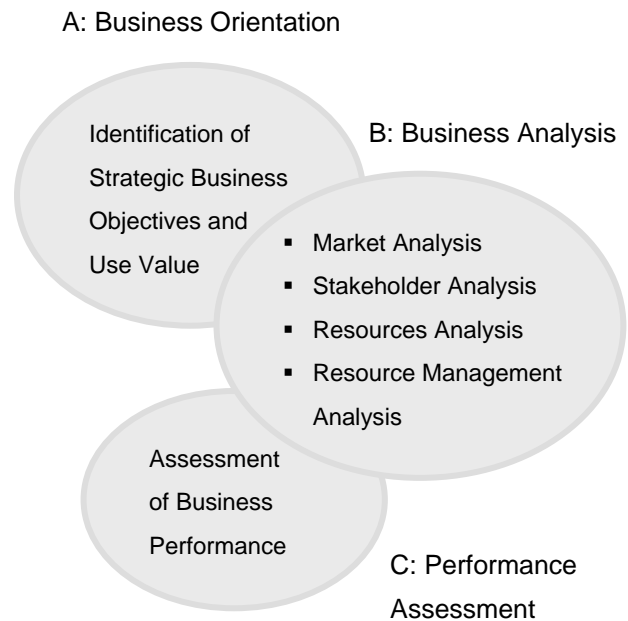 A: Business Orientation
Identification of
Strategic Business
Objectives and
Use Value
B: Business Analysis
▪ Market Analysis
▪ Stakeholder Analysis
▪ Resources Analysis
▪ Resource Management
Analysis
Assessment
of Business
Performance
C: Performance
Assessment